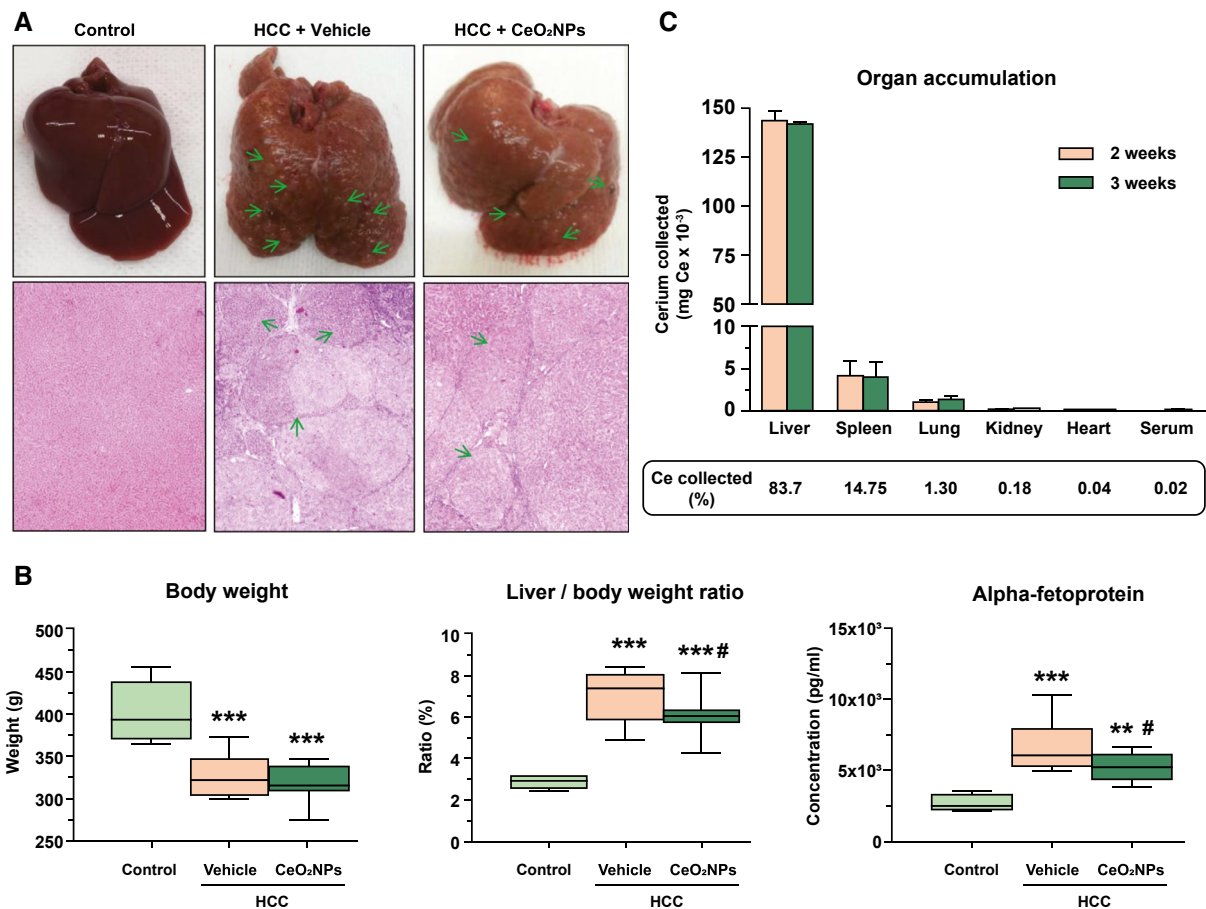 A
Control
HCC + Vehicle
HCC + CeO₂NPs
C
Organ accumulation
Cerium collected
(mg Ce x 10⁻³)
150
125
100
75
50
10
5
0
2 weeks
3 weeks
Liver
Spleen
Lung
Kidney
Heart
Serum
Ce collected
(%)
83.7
14.75
1.30
0.18
0.04
0.02
B
Body weight
Weight (g)
500
450
400
350
300
250
***
***
Control
Vehicle
CeO₂NPs
HCC
Liver / body weight ratio
Ratio (%)
10
8
6
4
2
0
***
***#
Control
Vehicle
CeO₂NPs
HCC
Alpha-fetoprotein
Concentration (pg/ml)
15x10³
10x10³
5x10³
0
***
** #
Control
Vehicle
CeO₂NPs
HCC